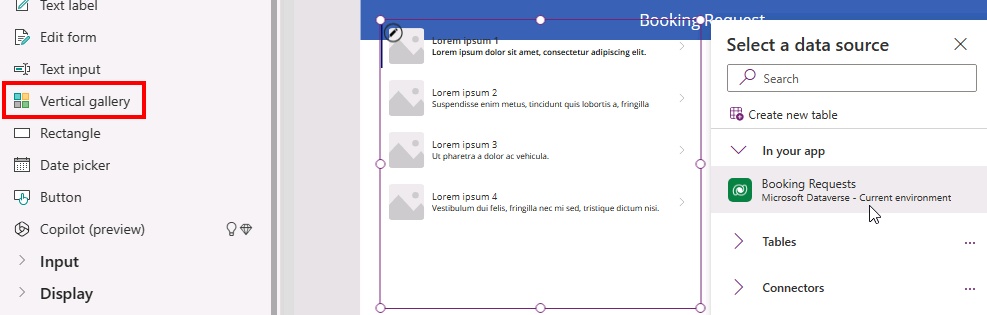 Text label
Edit form
Text input
Vertical gallery
Rectangle
Date picker
Button
Copilot (preview)
Input
Display
Booking Request
Lorem ipsum 1
Lorem ipsum dolor sit amet, consectetur adipiscing elit.
Lorem ipsum 2
Suspendisse enim metus, tincidunt quis lobortis a, fringilla
Lorem ipsum 3
Ut pharetra a dolor ac vehicula.
Lorem ipsum 4
Vestibulum dui felis, fringilla nec mi sed, tristique dictum nisi.
Select a data source
Search
Create new table
In your app
Booking Requests
Microsoft Dataverse - Current environment
Tables
Connectors